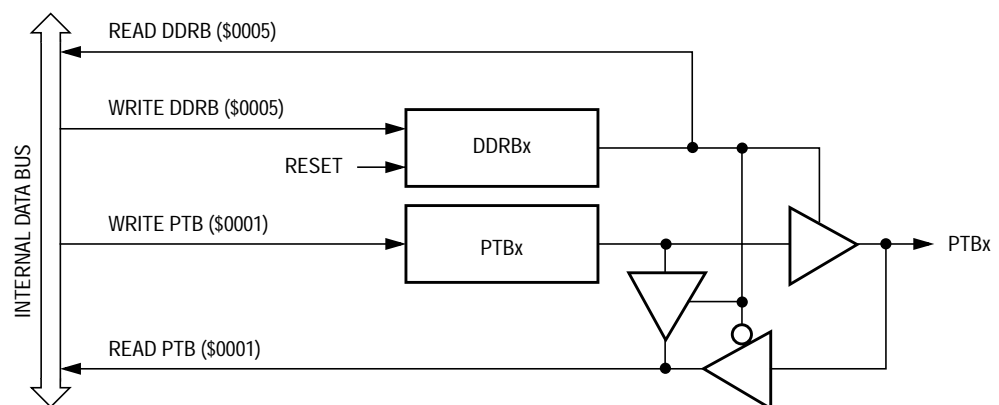 READ DDRB ($0005)
WRITE DDRB ($0005)
DDRBx
RESET
WRITE PTB ($0001)
PTBx
PTBx
READ PTB ($0001)
INTERNAL DATA BUS